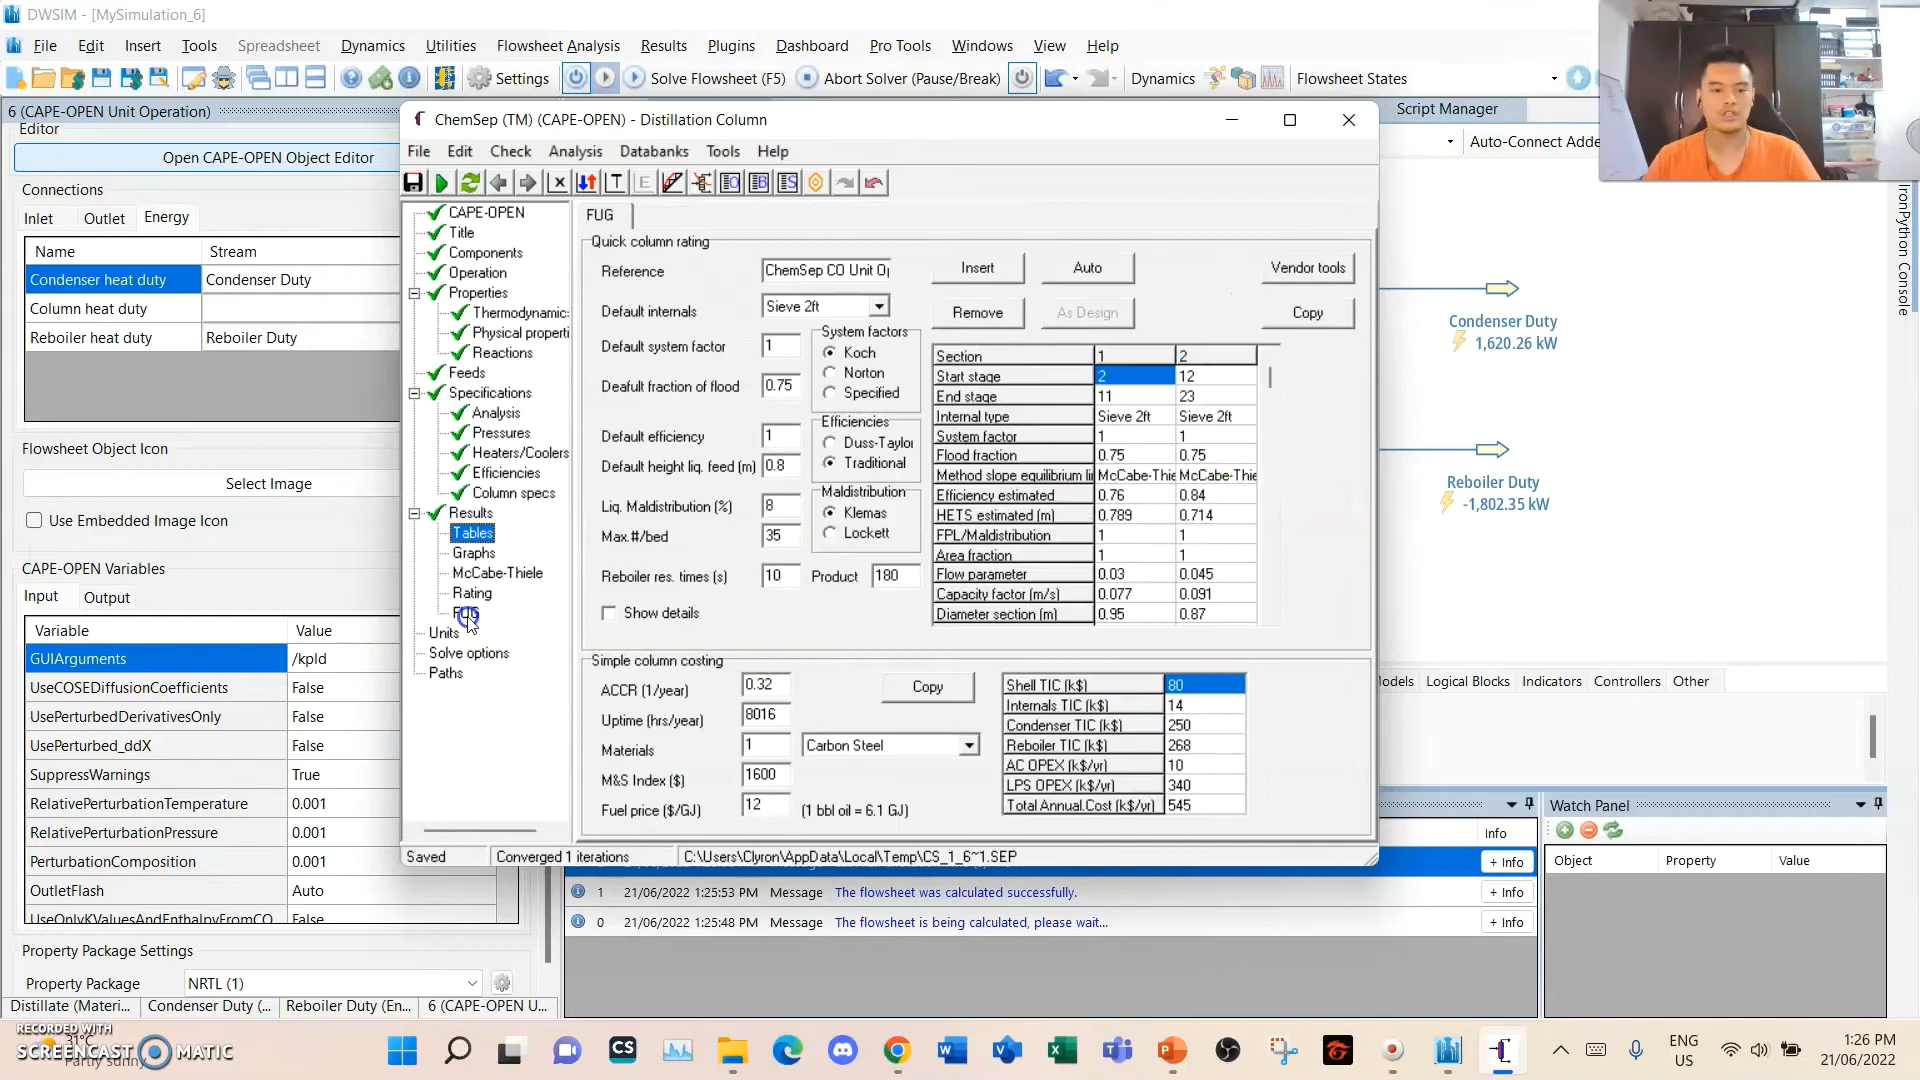 DWSIM - [MySimulation_6]
File Edit Insert Tools Spreadsheet Dynamics Utilities Flowsheet Analysis Results Plugins Dashboard Pro Tools Windows View Help
Settings Solve Flowsheet (F5) Abort Solver (Pause/Break) Dynamics Flowsheet States
6 (CAPE-OPEN Unit Operation)
Editor
Open CAPE-OPEN Object Editor
Connections
Inlet Outlet Energy
Name Stream
Condenser heat duty Condenser Duty
Column heat duty
Reboiler heat duty Reboiler Duty
Flowsheet Object Icon
Select Image
Use Embedded Image Icon
CAPE-OPEN Variables
Input Output
Variable Value
GUIArguments /kpld
UseCOSEDiffusionCoefficients False
UsePerturbedDerivativesOnly False
UsePerturbed_ddX False
SuppressWarnings True
RelativePerturbationTemperature 0.001
RelativePerturbationPressure 0.001
PerturbationComposition 0.001
OutletFlash Auto
UseOnlyKValuesAndEnthalpyFromCO False
Property Package Settings
Property Package NRTL (1)
Distillate (Materi... Condenser Duty (... Reboiler Duty (En... 6 (CAPE-OPEN U...
ChemSep (TM) (CAPE-OPEN) - Distillation Column
File Edit Check Analysis Databanks Tools Help
CAPE-OPEN
Title
Components
Operation
Properties
Thermodynamic
Physical properti
Reactions
Feeds
Specifications
Analysis
Pressures
Heaters/Coolers
Efficiencies
Column specs
Results
Tables
Graphs
McCabe-Thiele
Rating
FUG
Units
Solve options
Paths
FUG
Quick column rating
Reference ChemSep CO Unit Op
Default internals Sieve 2ft
Default system factor 1
Deafult fraction of flood 0.75
Default efficiency 1
Default height liq. feed (m) 0.8
Liq. Maldistribution (%) 8
Max.#/bed 35
Reboiler res. times (s) 10 Product 180
Show details
System factors
Koch
Norton
Specified
Efficiencies
Duss-Taylor
Traditional
Maldistribution
Klemas
Lockett
Insert Auto Vendor tools
Remove As Design Copy
Section 1 2
Start stage 2 12
End stage 11 23
Internal type Sieve 2ft Sieve 2ft
System factor 1 1
Flood fraction 0.75 0.75
Method slope equilibrium lin McCabe-Thie McCabe-Thie
Efficiency estimated 0.76 0.84
HETS estimated (m) 0.789 0.714
FPL/Maldistribution 1 1
Area fraction 1 1
Flow parameter 0.03 0.045
Capacity factor (m/s) 0.077 0.091
Diameter section (m) 0.95 0.87
Simple column costing
ACCR (1/year) 0.32
Uptime (hrs/year) 8016
Materials 1 Carbon Steel
M&S Index ($) 1600
Fuel price ($/GJ) 12 (1 bbl oil = 6.1 GJ)
Copy
Shell TIC (k$) 80
Internals TIC (k$) 14
Condenser TIC (k$) 250
Reboiler TIC (k$) 268
AC OPEX (k$/yr) 10
LPS OPEX (k$/yr) 340
Total Annual.Cost (k$/yr) 545
Saved Converged 1 iterations C:\Users\Clyron\AppData\Local\Temp\CS_1_6~1.SEP
Script Manager
Auto-Connect Adde
IronPython Console
Condenser Duty
1,620.26 kW
Reboiler Duty
-1,802.35 kW
odels Logical Blocks Indicators Controllers Other
Info
+ Info
1 21/06/2022 1:25:53 PM Message The flowsheet was calculated successfully. + Info
0 21/06/2022 1:25:48 PM Message The flowsheet is being calculated, please wait... + Info
Watch Panel
Object Property Value
RECORDED WITH
SCREENCAST MATIC
31°C
Partly sunny
ENG
US
1:26 PM
21/06/2022